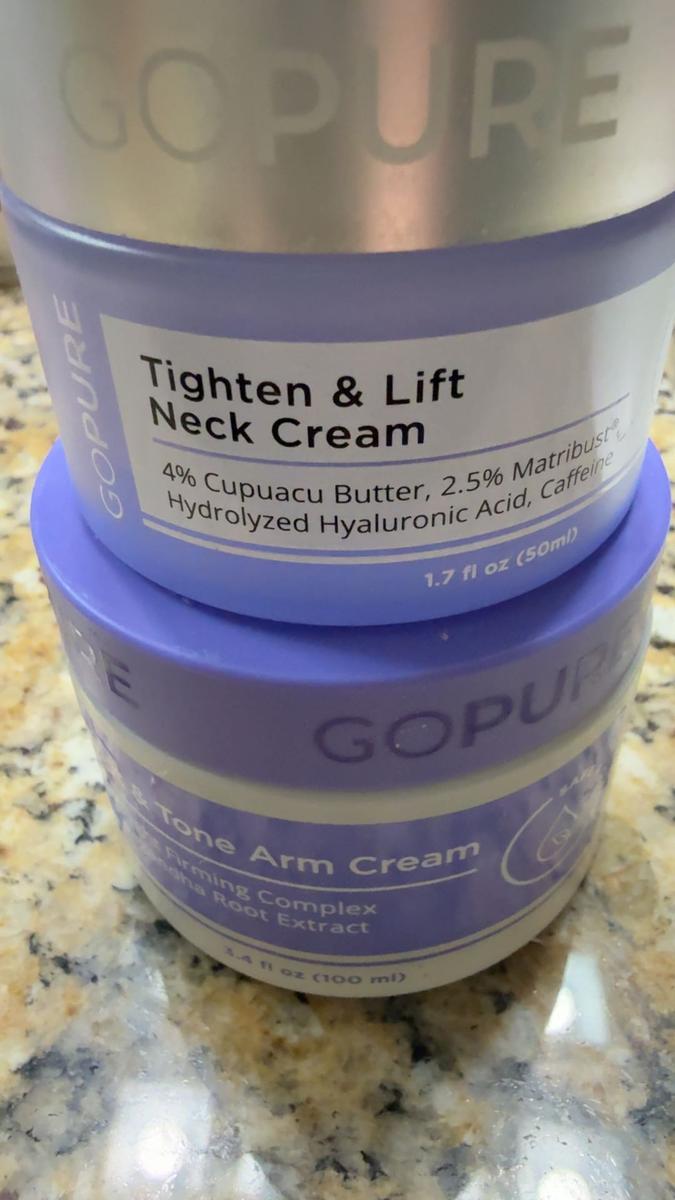 GOPURE
GOPURE
Tighten & Lift
Neck Cream
4% Cupuacu Butter, 2.5% Matribust®,
Hydrolyzed Hyaluronic Acid, Caffeine
1.7 fl oz (50ml)
RE
GOPURE
& Tone Arm Cream
Firming Complex
Root Extract
3.4 fl oz (100 ml)